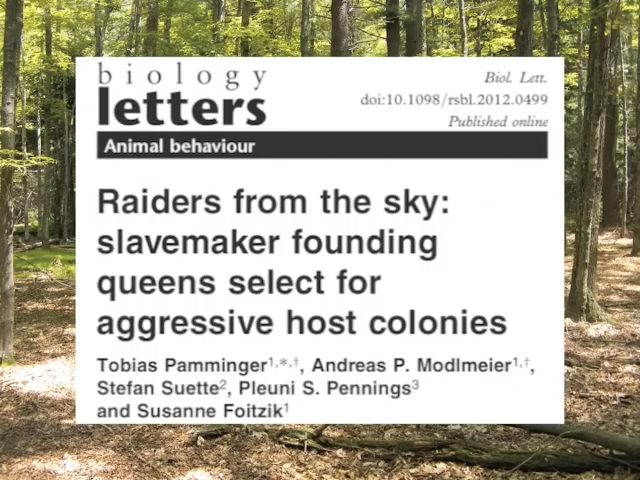 biology
letters
Biol. Lett.
doi:10.1098/rsbl.2012.0499
Published online
Animal behaviour
Raiders from the sky:
slavemaker founding
queens select for
aggressive host colonies
Tobias Pamminger1,*,†, Andreas P. Modlmeier1,†,
Stefan Suette2, Pleuni S. Pennings3
and Susanne Foitzik1